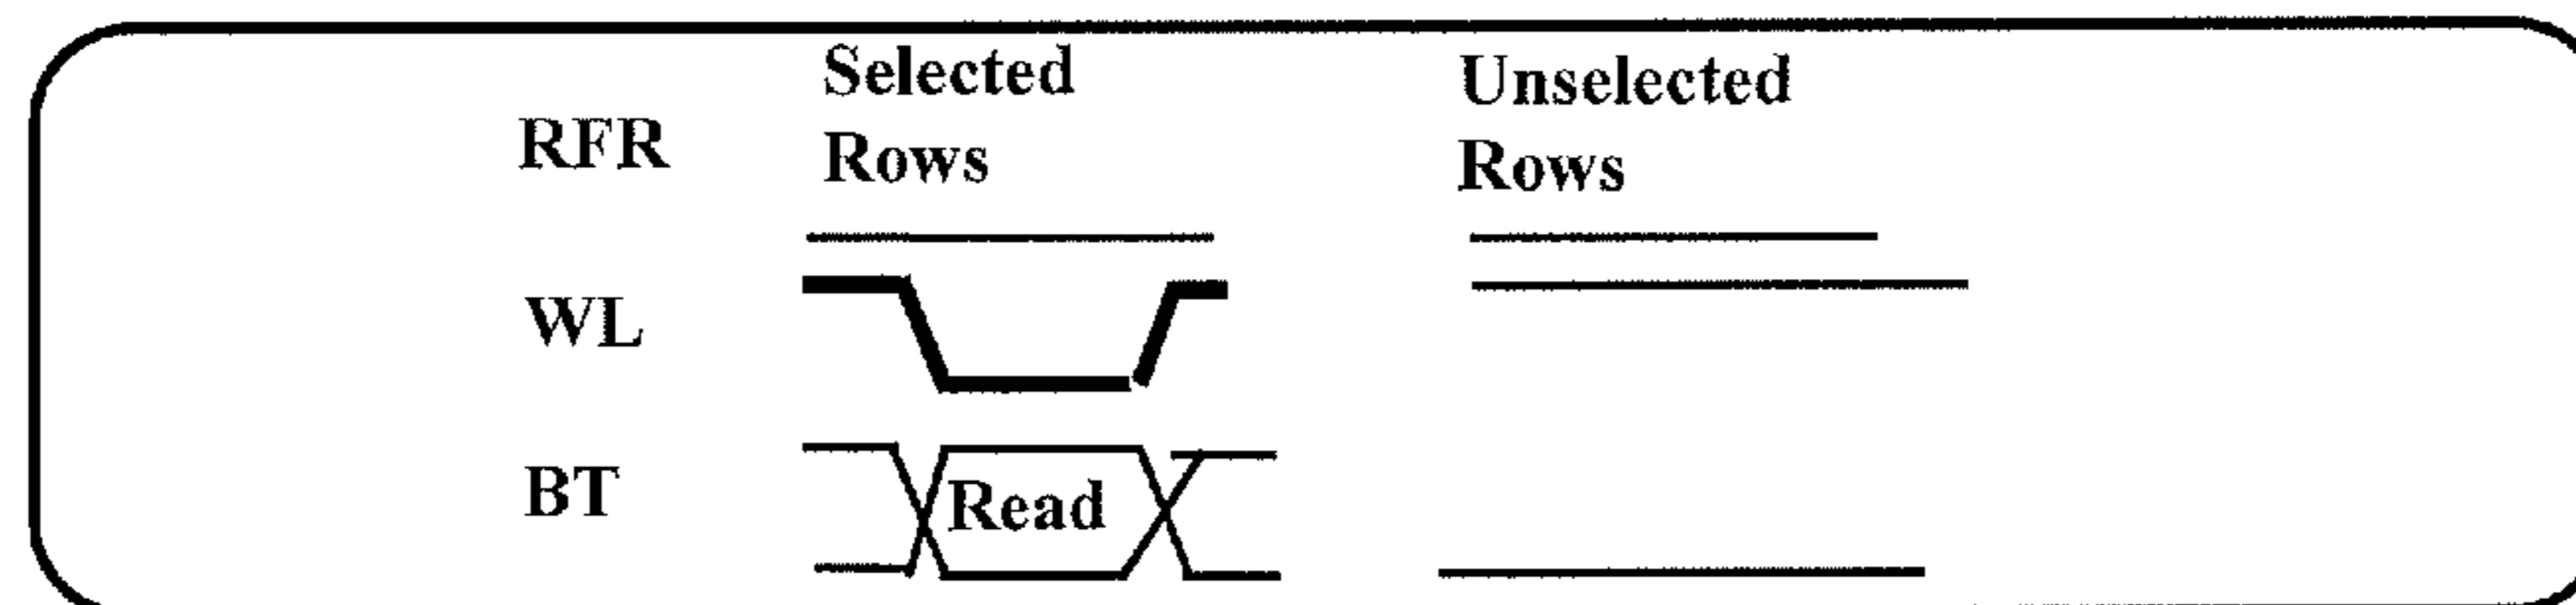 Selected
Rows
Unselected
Rows
RFR
WL
BT
Read